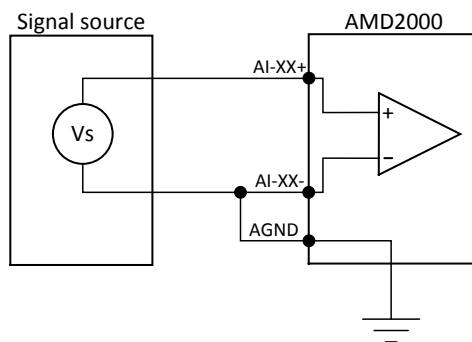 Signal source
AMD2000
AI-XX+
Vs
+
−
AI-XX-
AGND